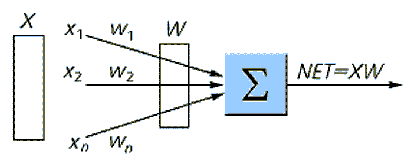 X
W
x₁ w₁
x₂ w₂
xₙ wₙ
Σ
NET=XW